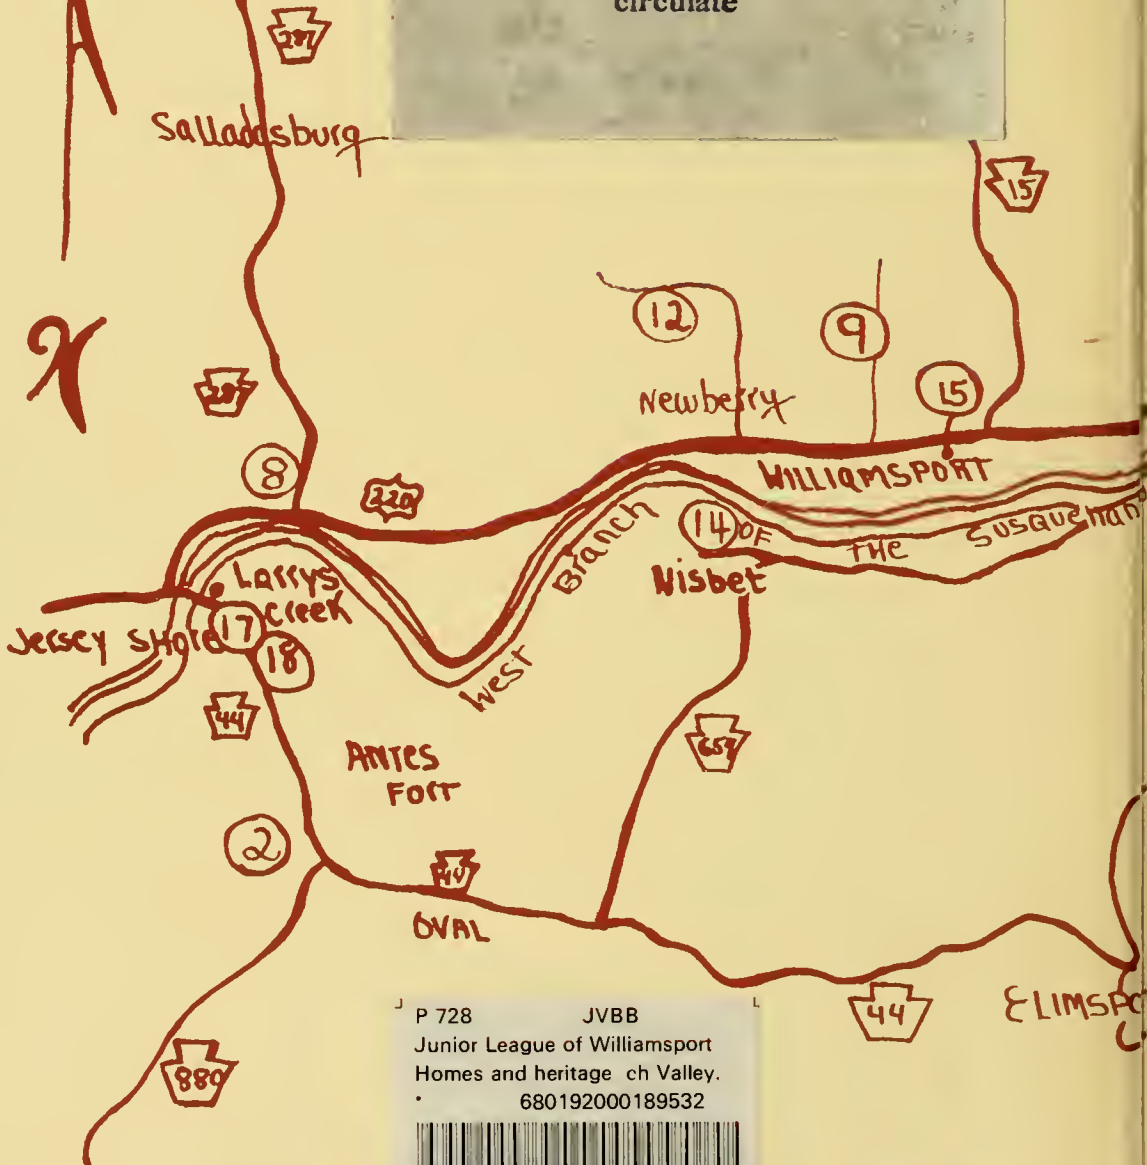 circulate
287
Salladasburg
15
N
12
9
287
Newberry
15
8
WILLIAMSPORT
220
14
West Branch OF THE Susquehan
Nisbet
Larrys
Creek
Jersey Shore
17
18
44
654
ANTES
FORT
2
44
OVAL
44
ELIMSPO
880
P 728 JVBB
Junior League of Williamsport
Homes and heritage ch Valley.
680192000189532